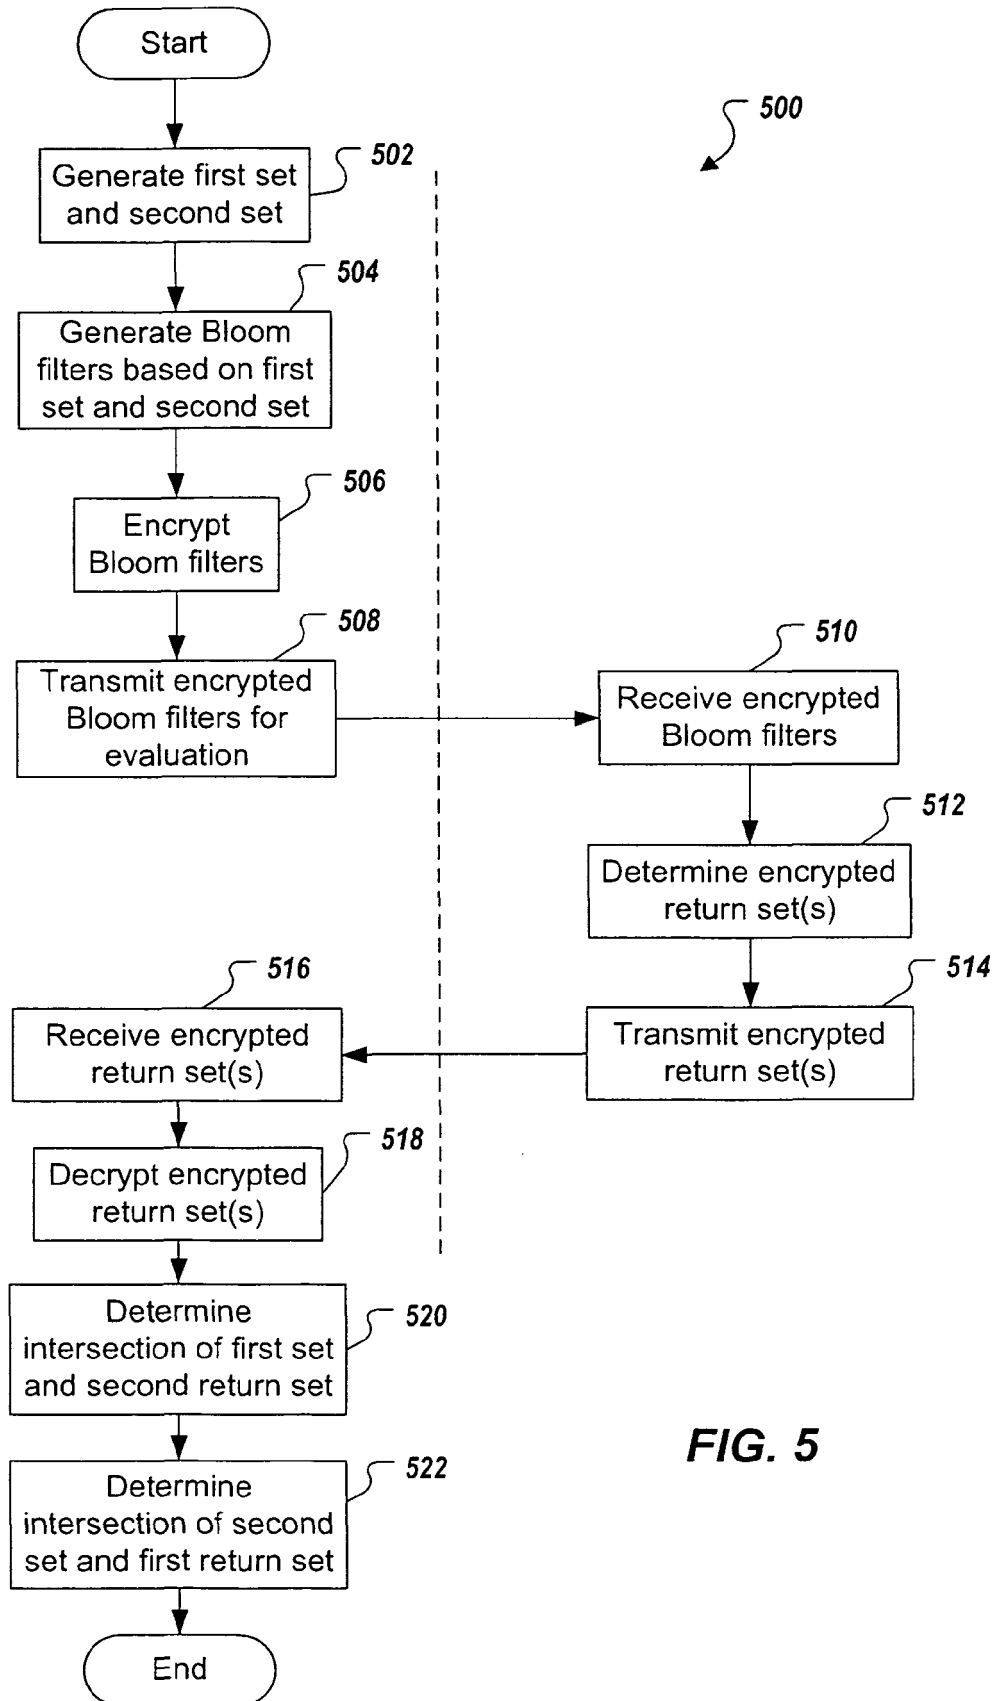 Start
500
502
Generate first set
and second set
504
Generate Bloom
filters based on first
set and second set
506
Encrypt
Bloom filters
508
Transmit encrypted
Bloom filters for
evaluation
510
Receive encrypted
Bloom filters
512
Determine encrypted
return set(s)
514
Transmit encrypted
return set(s)
516
Receive encrypted
return set(s)
518
Decrypt encrypted
return set(s)
520
Determine
intersection of first set
and second return set
522
Determine
intersection of second
set and first return set
End
FIG. 5